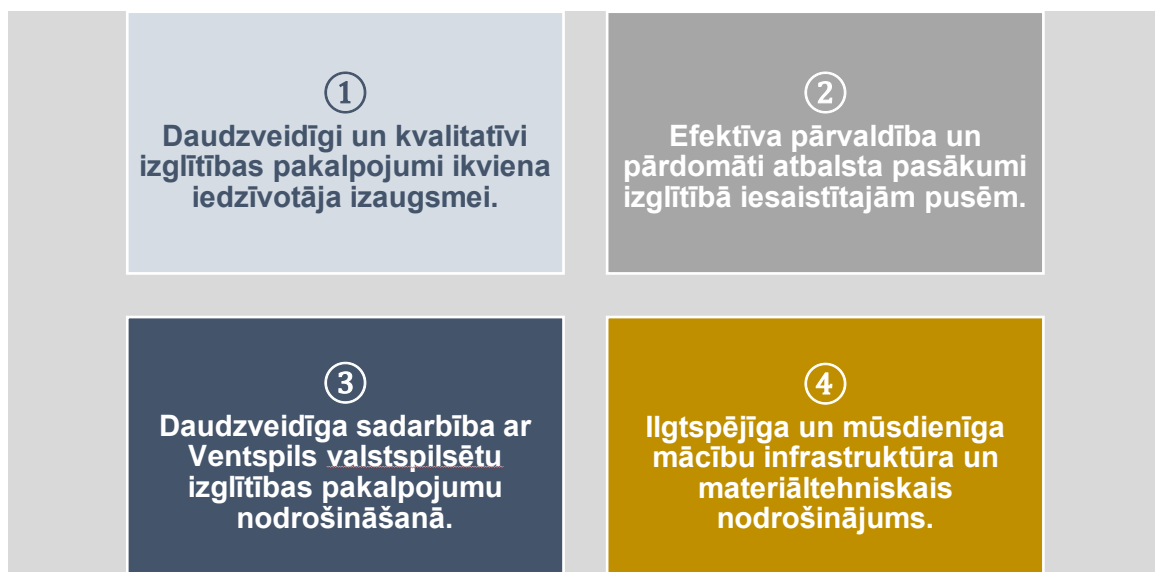 ①
Daudzveidīgi un kvalitatīvi
izglītības pakalpojumi ikviena
iedzīvotāja izaugsmei.
②
Efektīva pārvaldība un
pārdomāti atbalsta pasākumi
izglītībā iesaistītajām pusēm.
③
Daudzveidīga sadarbība ar
Ventspils valstspilsētu
izglītības pakalpojumu
nodrošināšanā.
④
Ilgtspējīga un mūsdienīga
mācību infrastruktūra un
materiāltehniskais
nodrošinājums.